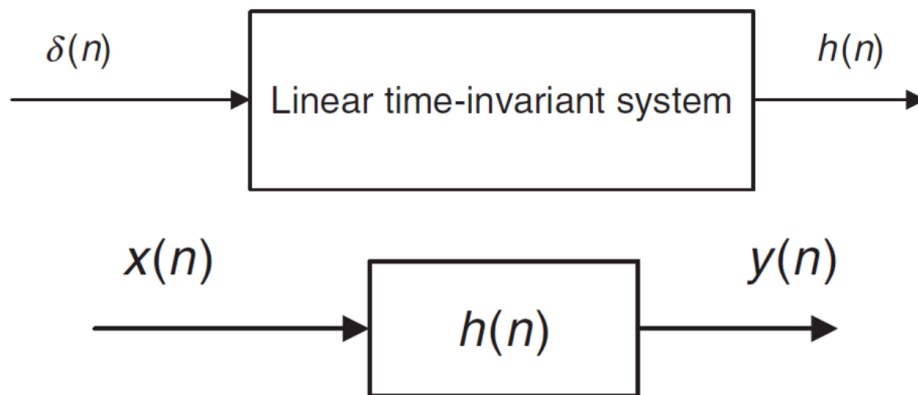 δ(n)
h(n)
Linear time-invariant system
x(n)
y(n)
h(n)